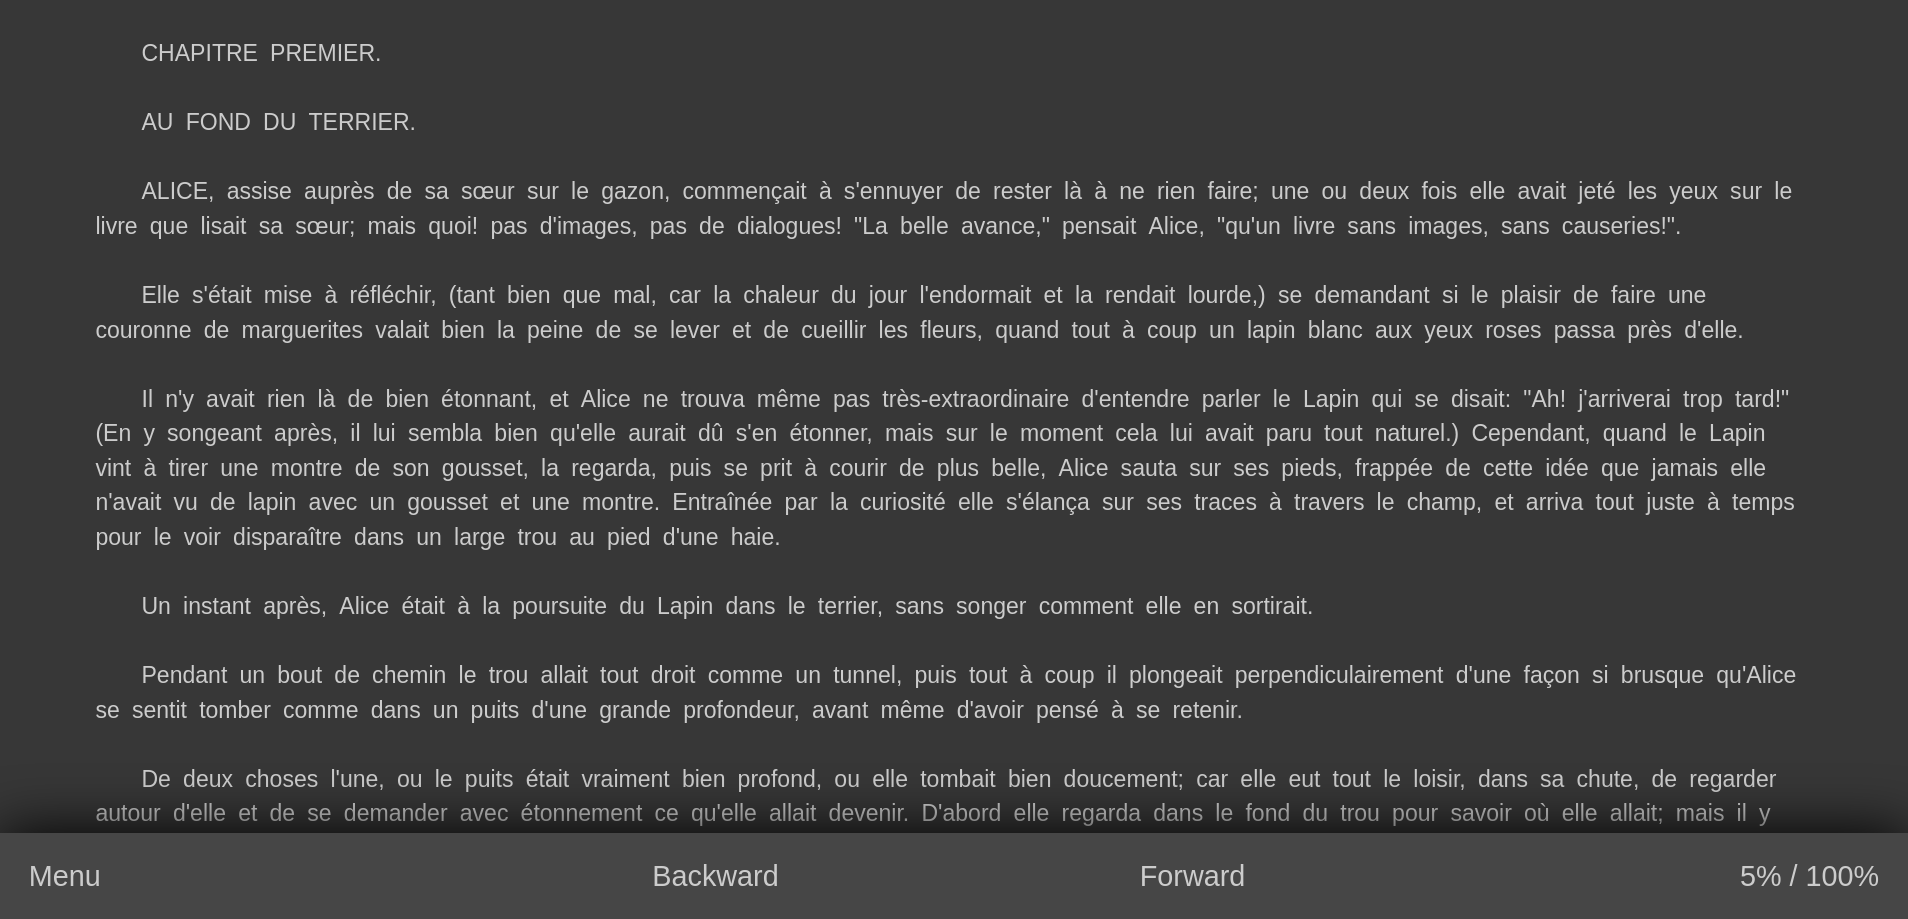 CHAPITRE PREMIER.
AU FOND DU TERRIER.
ALICE, assise auprès de sa sœur sur le gazon, commençait à s'ennuyer de rester là à ne rien faire; une ou deux fois elle avait jeté les yeux sur le
livre que lisait sa sœur; mais quoi! pas d'images, pas de dialogues! "La belle avance," pensait Alice, "qu'un livre sans images, sans causeries!".
Elle s'était mise à réfléchir, (tant bien que mal, car la chaleur du jour l'endormait et la rendait lourde,) se demandant si le plaisir de faire une
couronne de marguerites valait bien la peine de se lever et de cueillir les fleurs, quand tout à coup un lapin blanc aux yeux roses passa près d'elle.
Il n'y avait rien là de bien étonnant, et Alice ne trouva même pas très-extraordinaire d'entendre parler le Lapin qui se disait: "Ah! j'arriverai trop tard!"
(En y songeant après, il lui sembla bien qu'elle aurait dû s'en étonner, mais sur le moment cela lui avait paru tout naturel.) Cependant, quand le Lapin
vint à tirer une montre de son gousset, la regarda, puis se prit à courir de plus belle, Alice sauta sur ses pieds, frappée de cette idée que jamais elle
n'avait vu de lapin avec un gousset et une montre. Entraînée par la curiosité elle s'élança sur ses traces à travers le champ, et arriva tout juste à temps
pour le voir disparaître dans un large trou au pied d'une haie.
Un instant après, Alice était à la poursuite du Lapin dans le terrier, sans songer comment elle en sortirait.
Pendant un bout de chemin le trou allait tout droit comme un tunnel, puis tout à coup il plongeait perpendiculairement d'une façon si brusque qu'Alice
se sentit tomber comme dans un puits d'une grande profondeur, avant même d'avoir pensé à se retenir.
De deux choses l'une, ou le puits était vraiment bien profond, ou elle tombait bien doucement; car elle eut tout le loisir, dans sa chute, de regarder
autour d'elle et de se demander avec étonnement ce qu'elle allait devenir. D'abord elle regarda dans le fond du trou pour savoir où elle allait; mais il y
Menu Backward Forward 5% / 100%